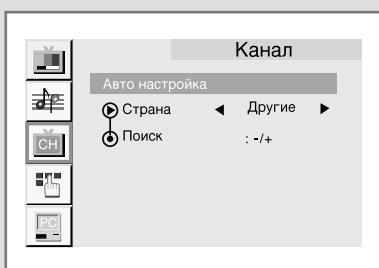 Канал
Авто настройка
Страна ◀ Другие ▶
Поиск : -/+
CH
PC